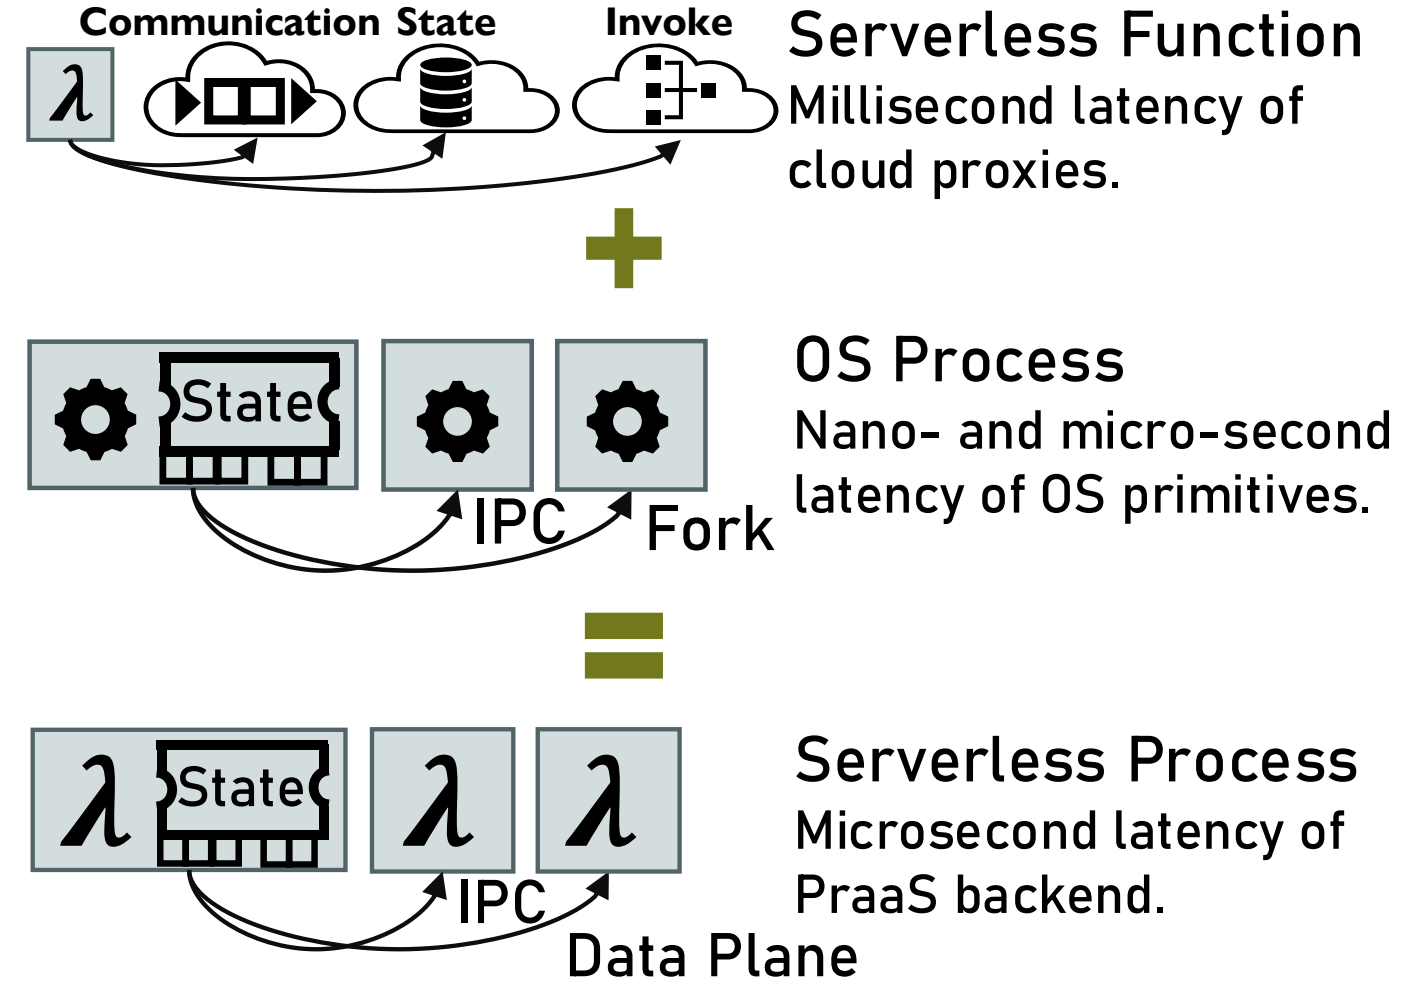 Communication State Invoke
Serverless Function
λ
Millisecond latency of
cloud proxies.
+
OS Process
State
Nano- and micro-second
latency of OS primitives.
IPC
Fork
=
Serverless Process
λ State λ λ
Microsecond latency of
PraaS backend.
IPC
Data Plane